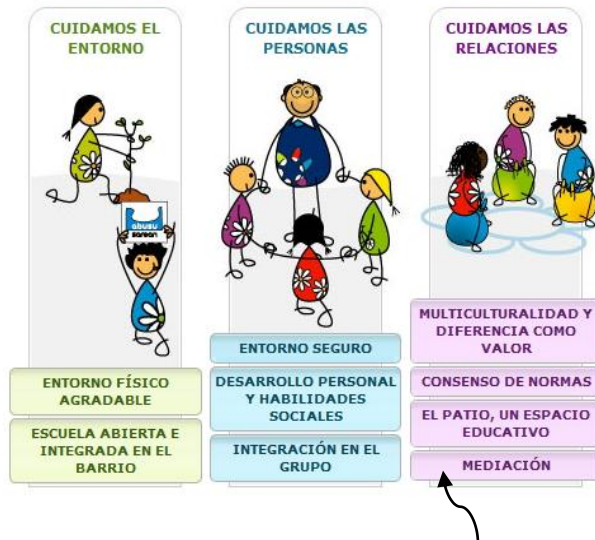 CUIDAMOS EL
ENTORNO
abusu
sarean
ENTORNO FÍSICO
AGRADABLE
ESCUELA ABIERTA E
INTEGRADA EN EL
BARRIO
CUIDAMOS LAS
PERSONAS
ENTORNO SEGURO
DESARROLLO PERSONAL
Y HABILIDADES
SOCIALES
INTEGRACIÓN EN EL
GRUPO
CUIDAMOS LAS
RELACIONES
MULTICULTURALIDAD Y
DIFERENCIA COMO
VALOR
CONSENSO DE NORMAS
EL PATIO, UN ESPACIO
EDUCATIVO
MEDIACIÓN